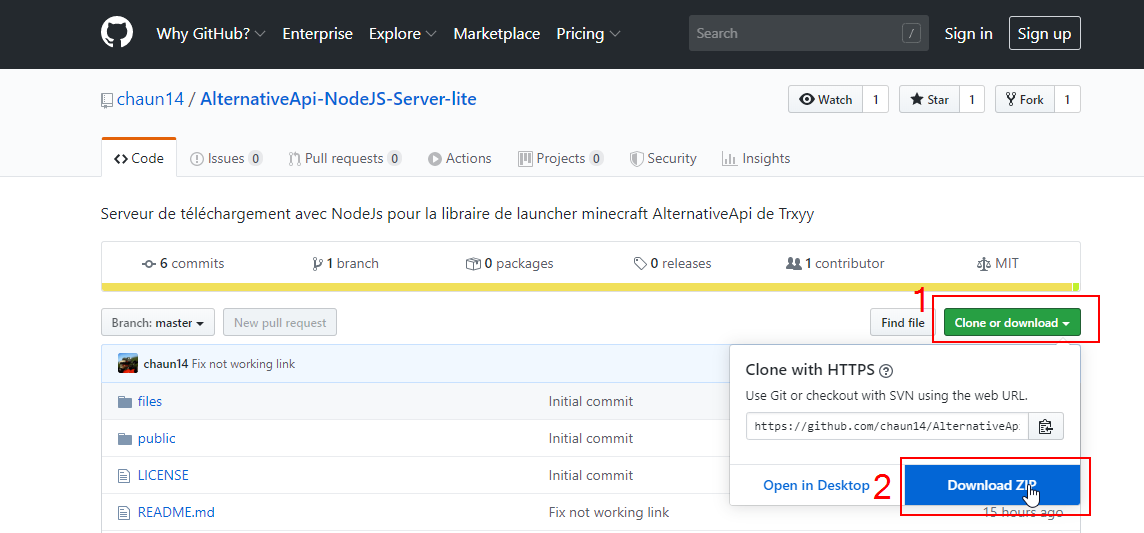 Why GitHub? Enterprise Explore Marketplace Pricing Search / Sign in Sign up
chaun14 / AlternativeApi-NodeJS-Server-lite Watch 1 Star 1 Fork 1
Code Issues 0 Pull requests 0 Actions Projects 0 Security Insights
Serveur de téléchargement avec NodeJs pour la libraire de launcher minecraft AlternativeApi de Trxyy
6 commits 1 branch 0 packages 0 releases 1 contributor MIT
1
Branch: master New pull request Find file Clone or download
chaun14 Fix not working link
Clone with HTTPS ?
Use Git or checkout with SVN using the web URL.
https://github.com/chaun14/AlternativeAp
Open in Desktop 2 Download ZIP
files Initial commit
public Initial commit
LICENSE Initial commit
README.md Fix not working link 15 hours ago